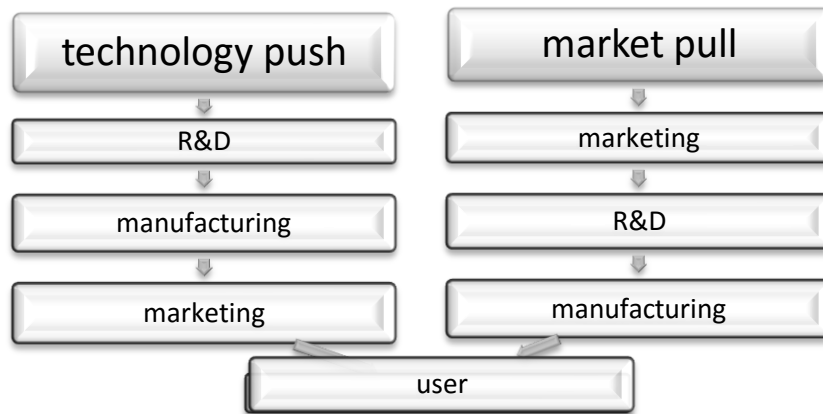 technology push
R&D
manufacturing
marketing
market pull
marketing
R&D
manufacturing
user